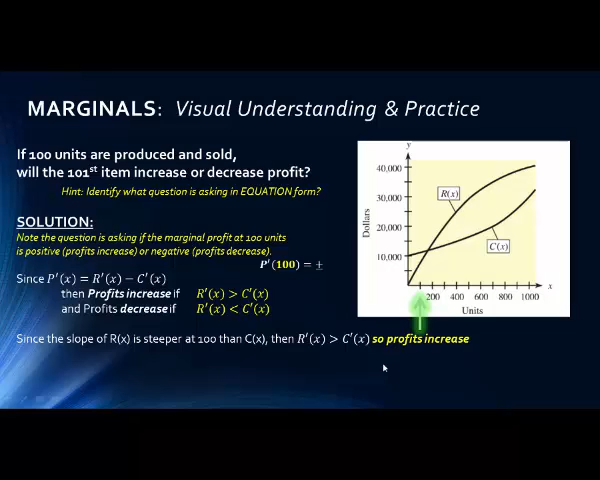 MARGINALS: Visual Understanding & Practice
If 100 units are produced and sold,
will the 101st item increase or decrease profit?
Hint: Identify what question is asking in EQUATION form?
SOLUTION:
Note the question is asking if the marginal profit at 100 units
is positive (profits increase) or negative (profits decrease).
P′(100) = ±
Since P′(x) = R′(x) − C′(x)
then Profits increase if R′(x) > C′(x)
and Profits decrease if R′(x) < C′(x)
Since the slope of R(x) is steeper at 100 than C(x), then R′(x) > C′(x) so profits increase
y
40,000
30,000
20,000
10,000
Dollars
R(x)
C(x)
x
200 400 600 800 1000
Units